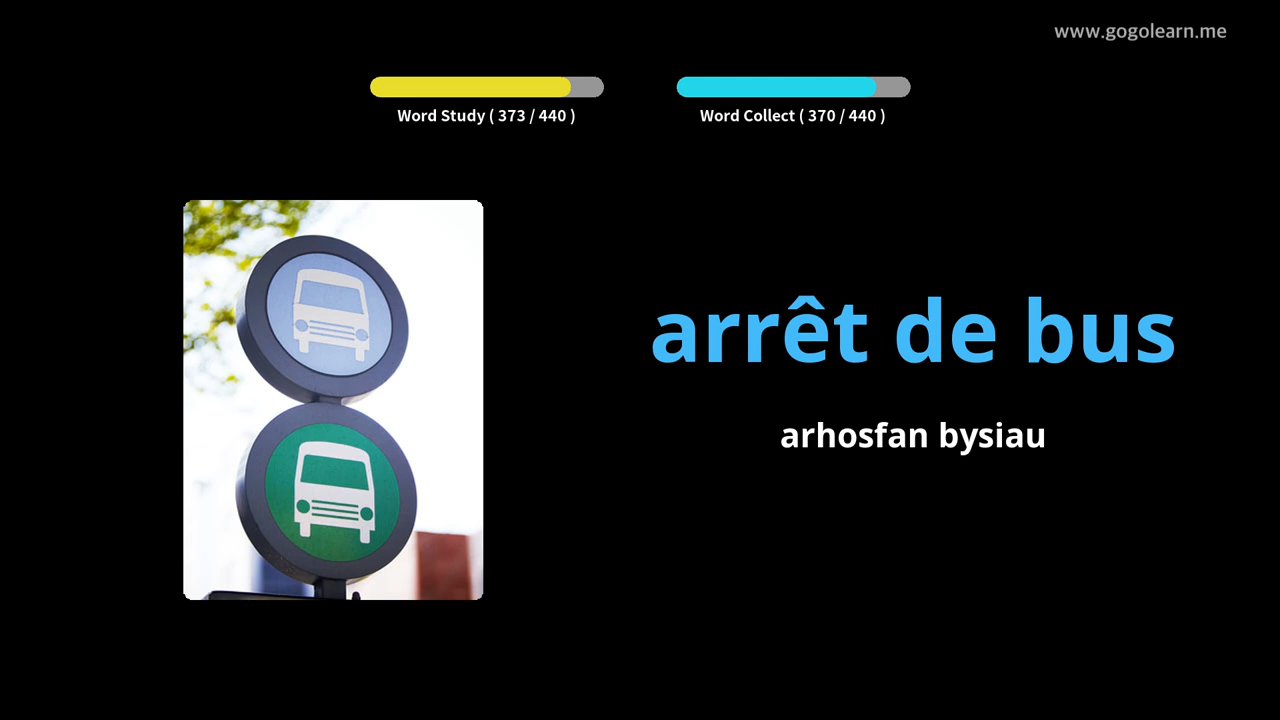 www.gogolearn.me
Word Study ( 373 / 440 )
Word Collect ( 370 / 440 )
arrêt de bus
arhosfan bysiau